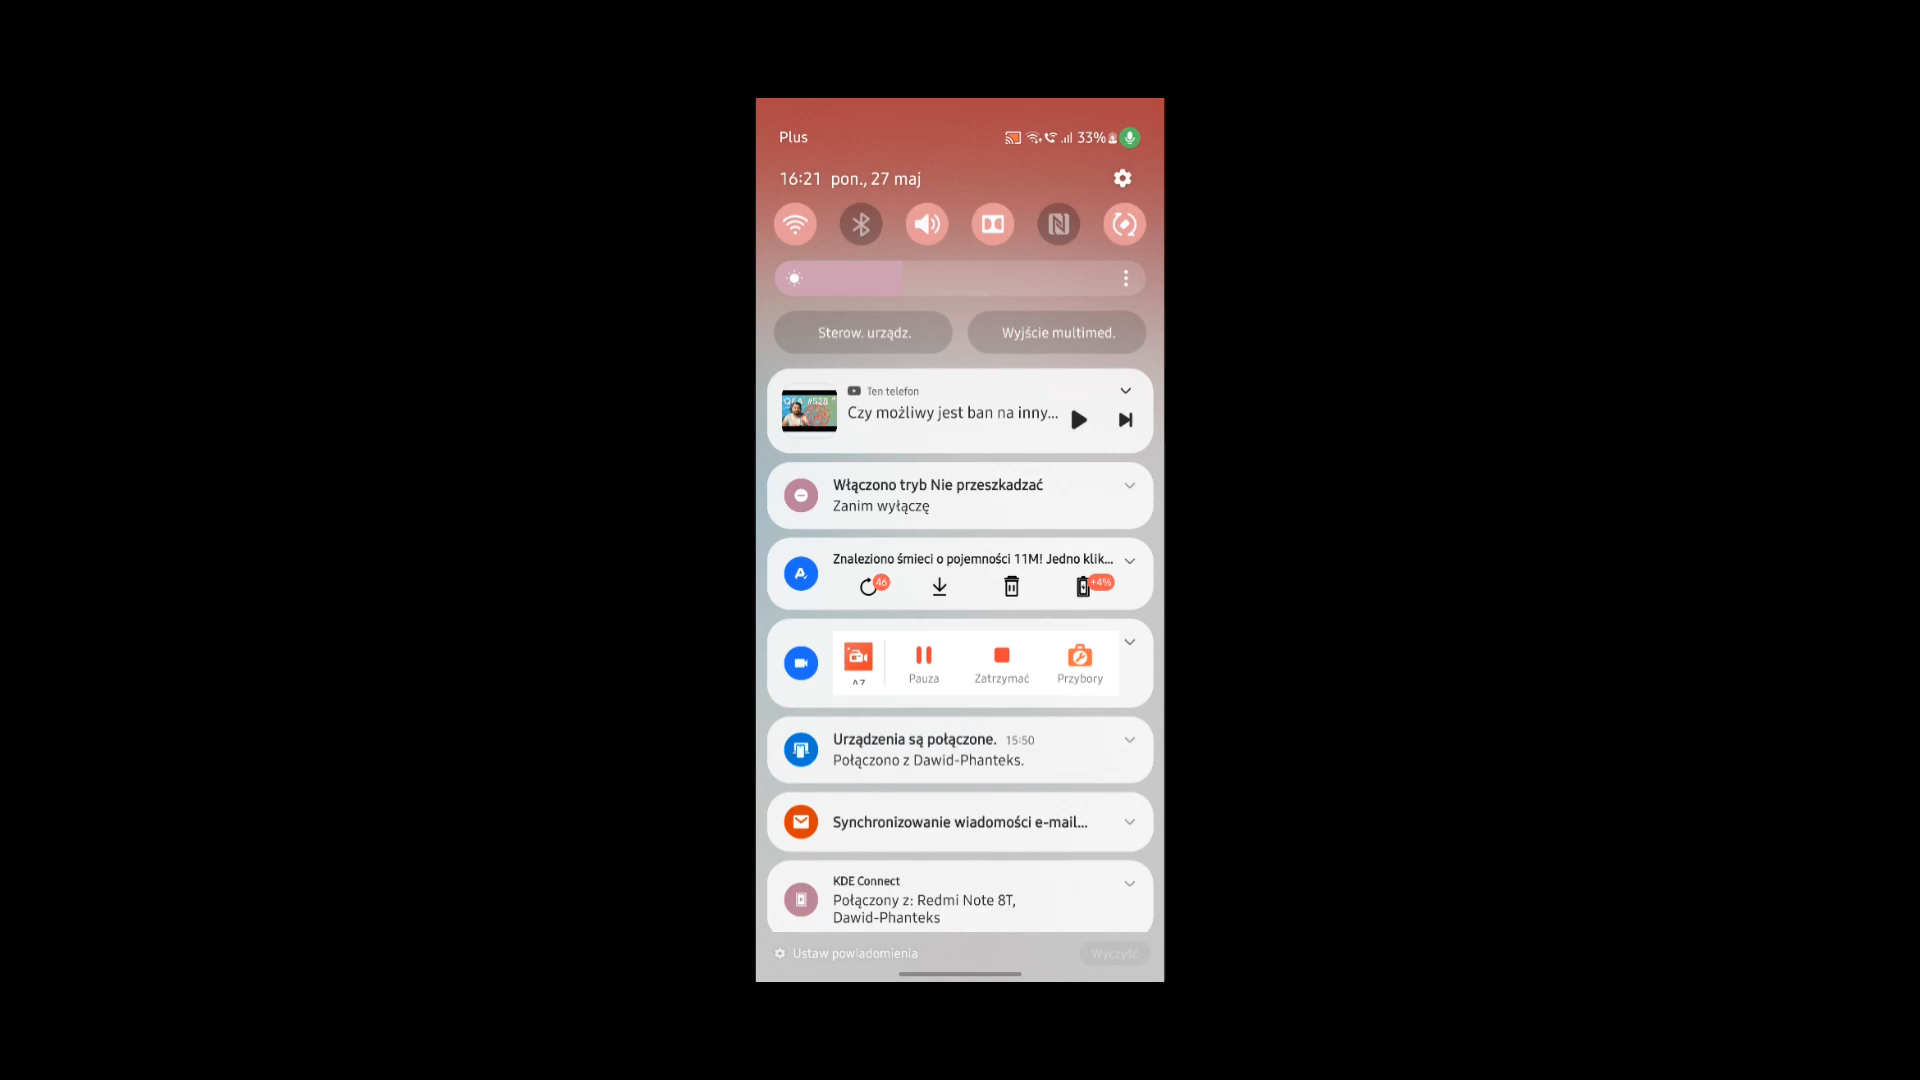 Plus
33%
16:21 pon., 27 maj
Sterow. urządz.
Wyjście multimed.
Q&A #528
Ten telefon
Czy możliwy jest ban na inny...
Włączono tryb Nie przeszkadzać
Zanim wyłączę
Znaleziono śmieci o pojemności 11M! Jedno klik...
46
+4%
Pauza
Zatrzymać
Przybory
Urządzenia są połączone. 15:50
Połączono z Dawid-Phanteks.
Synchronizowanie wiadomości e-mail...
KDE Connect
Połączony z: Redmi Note 8T,
Dawid-Phanteks
Ustaw powiadomienia
Wyczyść